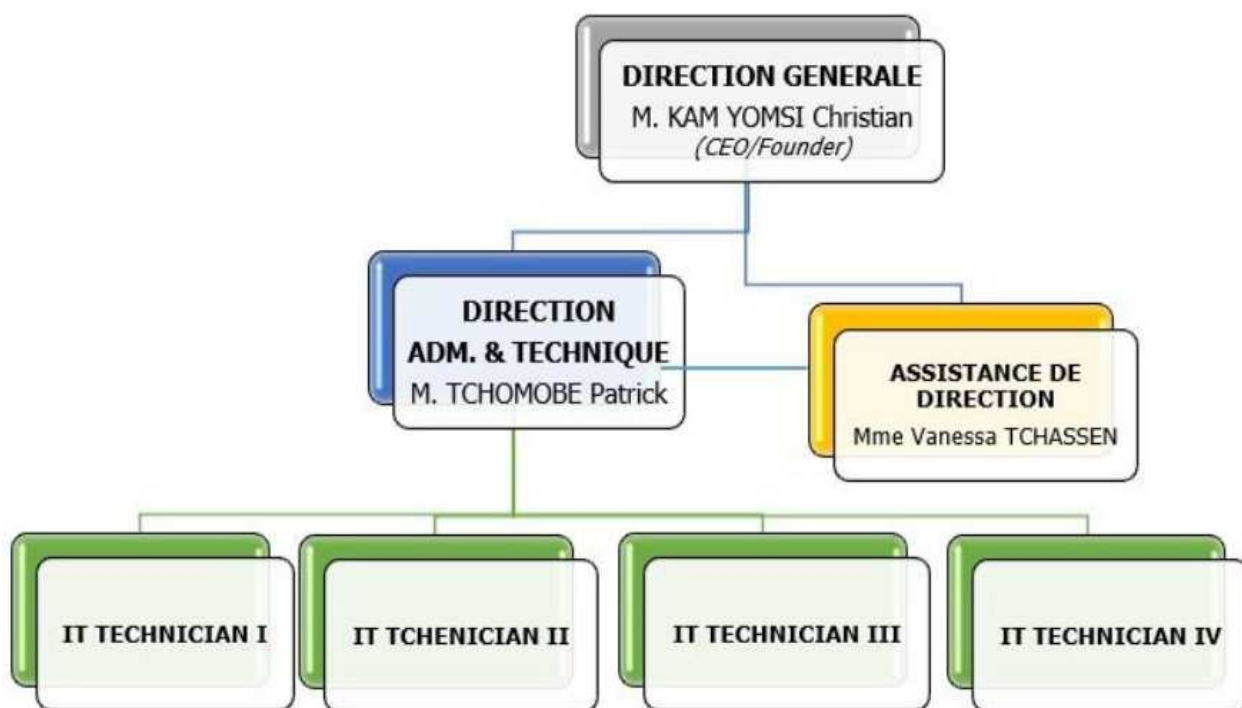 DIRECTION GENERALE
M. KAM YOMSI Christian
(CEO/Founder)
DIRECTION
ADM. & TECHNIQUE
M. TCHOMOBE Patrick
ASSISTANCE DE
DIRECTION
Mme Vanessa TCHASSEN
IT TECHNICIAN I
IT TCHENICIAN II
IT TECHNICIAN III
IT TECHNICIAN IV